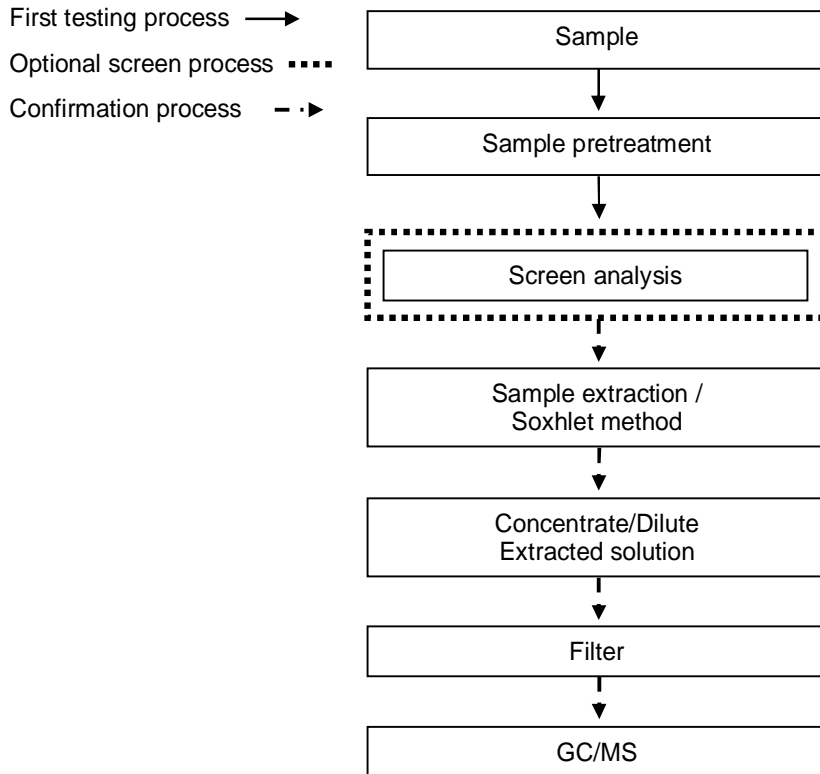 First testing process
Optional screen process
Confirmation process
Sample
Sample pretreatment
Screen analysis
Sample extraction /
Soxhlet method
Concentrate/Dilute
Extracted solution
Filter
GC/MS